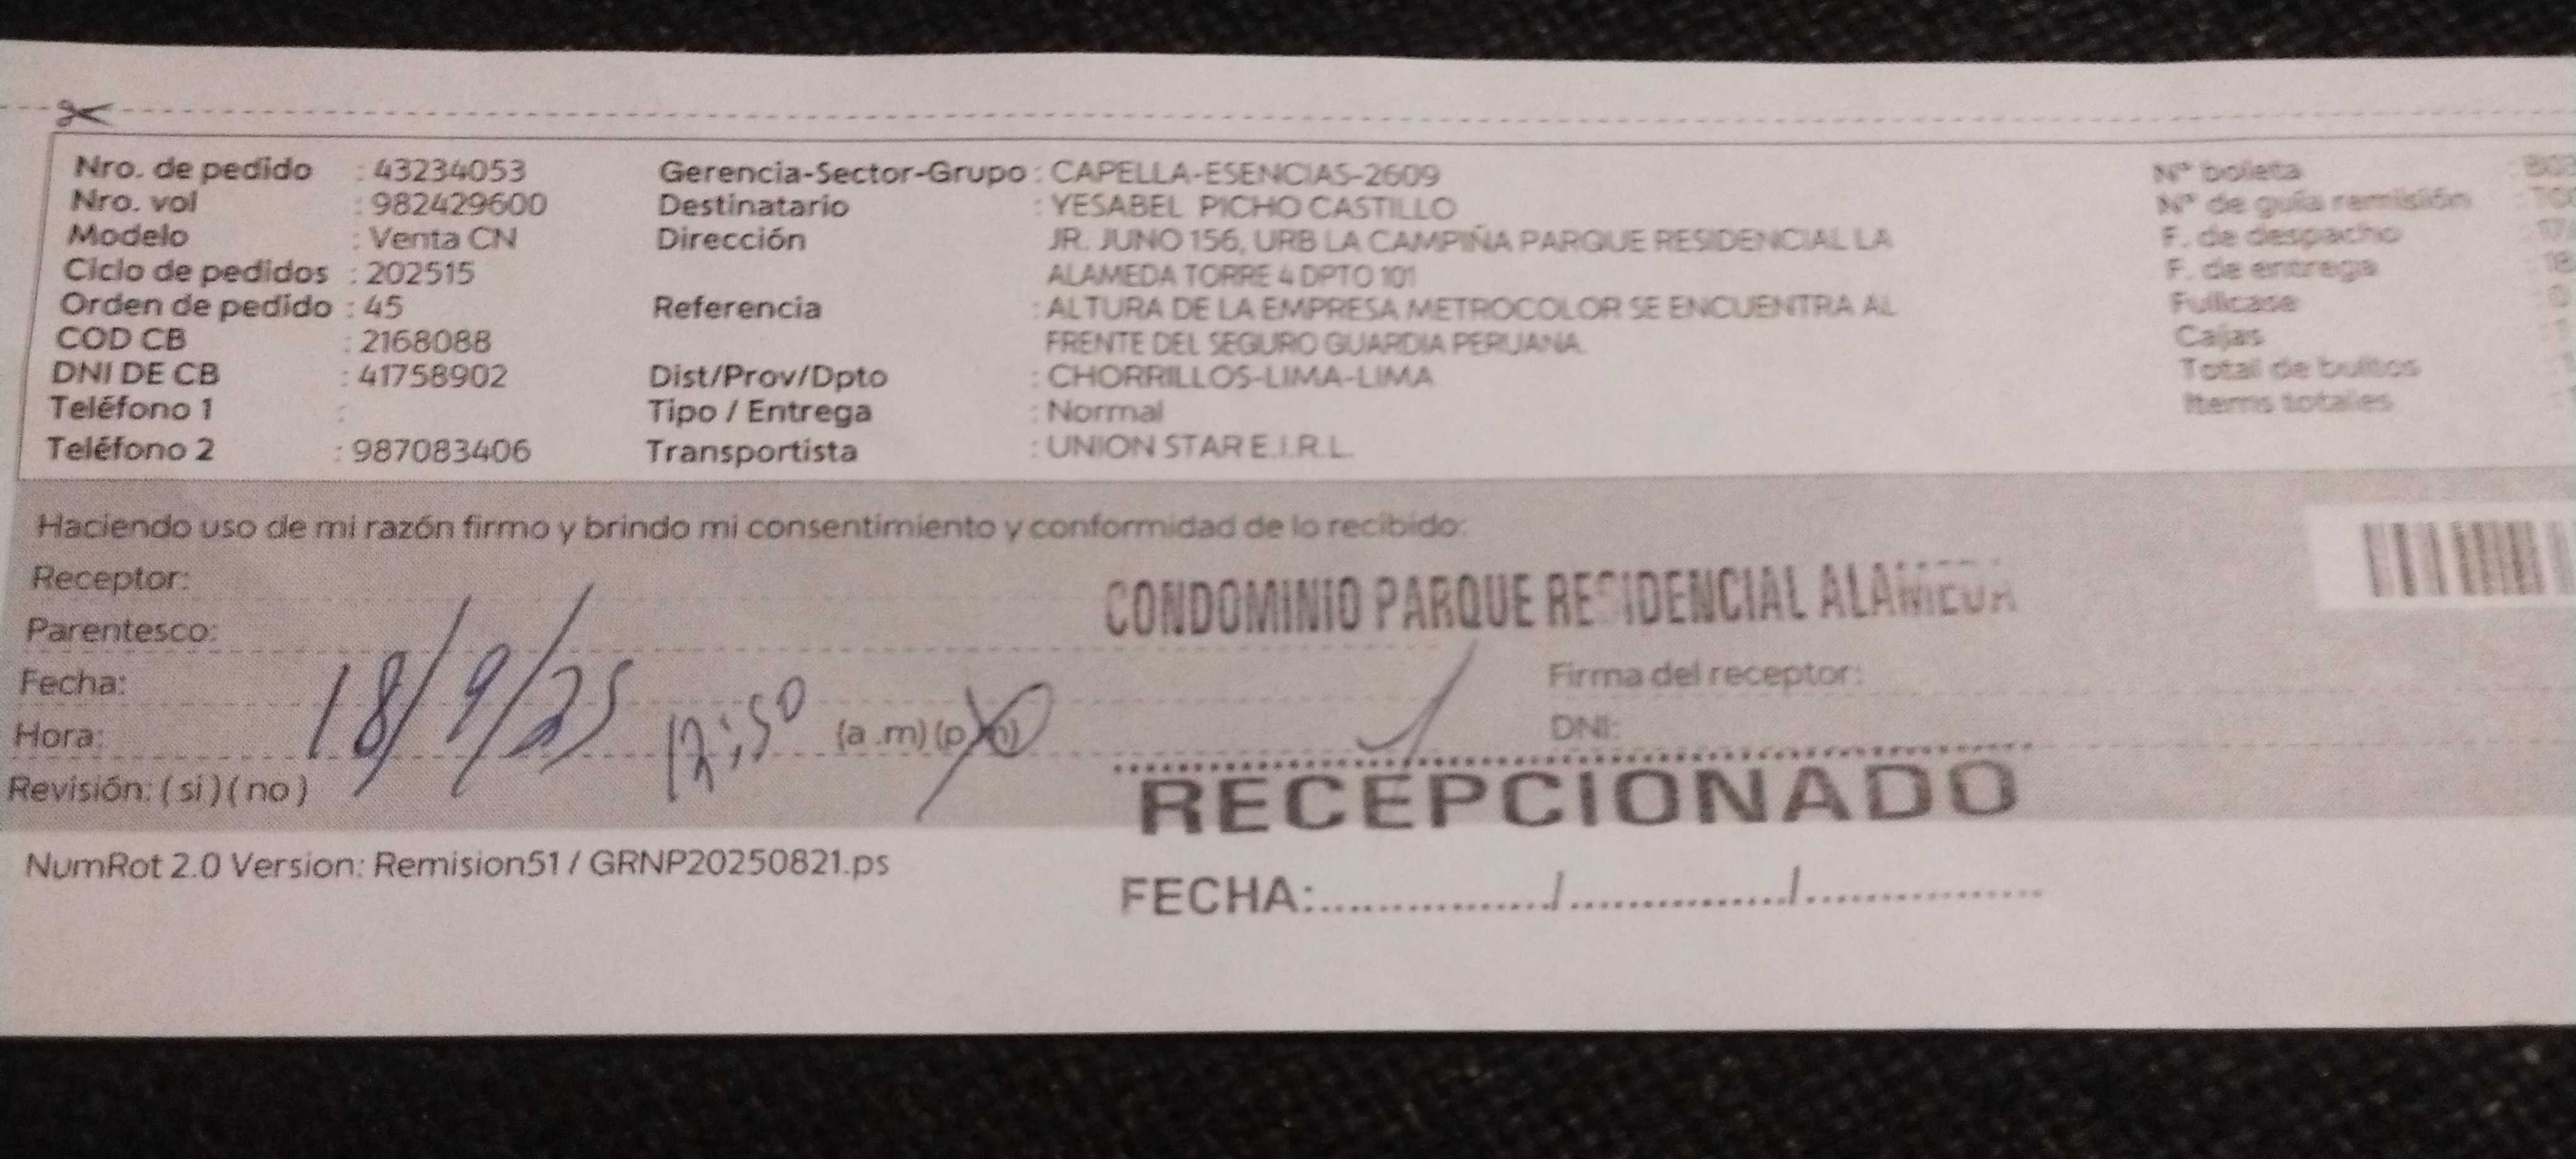 Nro. de pedido : 43234053 Gerencia-Sector-Grupo : CAPELLA-ESENCIAS-2609 N° boleta
Nro. vol : 982429600 Destinatario : YESABEL PICHO CASTILLO N° de guía remisión
Modelo : Venta CN Dirección JR. JUNO 156, URB LA CAMPIÑA PARQUE RESIDENCIAL LA F. de despacho
Ciclo de pedidos : 202515 ALAMEDA TORRE 4 DPTO 101 F. de entrega
Orden de pedido : 45 Referencia : ALTURA DE LA EMPRESA METROCOLOR SE ENCUENTRA AL Fullcase
COD CB : 2168088 FRENTE DEL SEGURO GUARDIA PERUANA. Cajas
DNI DE CB : 41758902 Dist/Prov/Dpto : CHORRILLOS-LIMA-LIMA Total de bultos
Teléfono 1 : Tipo / Entrega : Normal Items totales
Teléfono 2 : 987083406 Transportista : UNION STAR E.I.R.L.
Haciendo uso de mi razón firmo y brindo mi consentimiento y conformidad de lo recibido:
Receptor:
CONDOMINIO PARQUE RESIDENCIAL ALAMEDA
Parentesco:
Fecha: 18/9/25 Firma del receptor:
Hora: 12:50 (a .m) (p.m) DNI:
Revisión: ( si ) ( no )
RECEPCIONADO
NumRot 2.0 Version: Remision51 / GRNP20250821.ps
FECHA:................/................/................